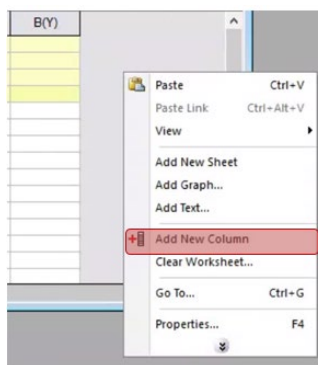 B(Y)
Paste Ctrl+V
Paste Link Ctrl+Alt+V
View
Add New Sheet
Add Graph...
Add Text...
Add New Column
Clear Worksheet...
Go To... Ctrl+G
Properties... F4